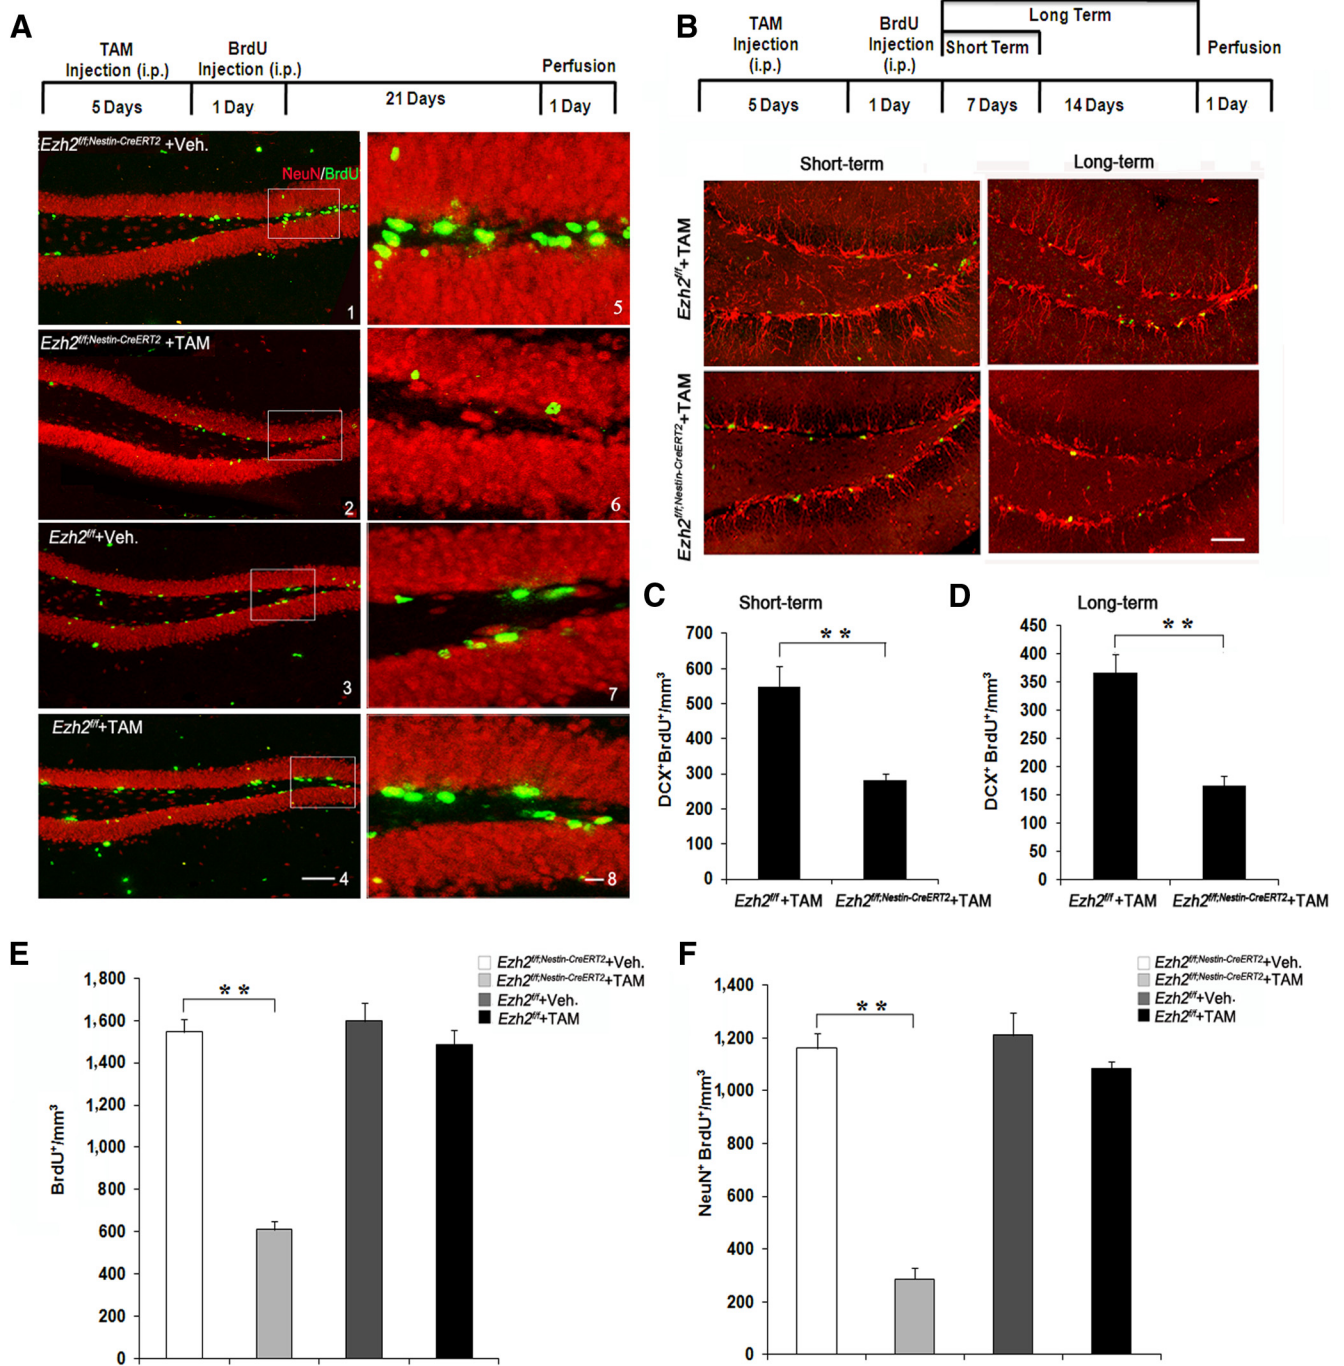 A
TAM
Injection (i.p.)
BrdU
Injection (i.p.)
Perfusion
5 Days
1 Day
21 Days
1 Day
Ezh2f/f;Nestin-CreERT2 +Veh.
NeuN/BrdU
1
5
Ezh2f/f;Nestin-CreERT2 +TAM
2
6
Ezh2f/f+Veh.
3
7
Ezh2f/f+TAM
4
8
B
TAM
Injection
(i.p.)
BrdU
Injection
(i.p.)
Long Term
Short Term
Perfusion
5 Days
1 Day
7 Days
14 Days
1 Day
Short-term
Long-term
Ezh2f/f+TAM
Ezh2f/f;Nestin-CreERT2+TAM
C
Short-term
DCX+BrdU+/mm3
700
600
500
400
300
200
100
0
**
Ezh2f/f+TAM
Ezh2f/f;Nestin-CreERT2+TAM
D
Long-term
DCX+ BrdU+/mm3
450
400
350
300
250
200
150
100
50
0
**
Ezh2f/f+TAM
Ezh2f/f;Nestin-CreERT2+TAM
E
BrdU+/mm3
1,800
1,600
1,400
1,200
1,000
800
600
400
200
0
**
Ezh2f/f;Nestin-CreERT2+Veh.
Ezh2f/f;Nestin-CreERT2+TAM
Ezh2f/f+Veh.
Ezh2f/f+TAM
F
NeuN+ BrdU+/mm3
1,400
1,200
1,000
800
600
400
200
0
**
Ezh2f/f;Nestin-CreERT2+Veh.
Ezh2f/f;Nestin-CreERT2+TAM
Ezh2f/f+Veh.
Ezh2f/f+TAM